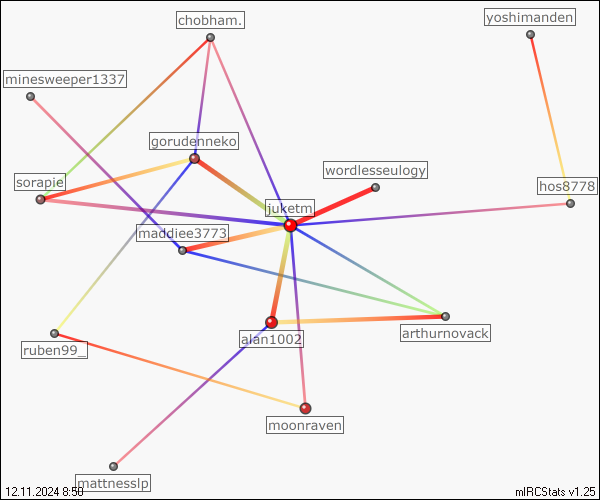 chobham.
yoshimanden
minesweeper1337
gorudenneko
wordlesseulogy
sorapie
hos8778
juketm
maddiee3773
arthurnovack
alan1002
ruben99_
moonraven
mattnesslp
12.11.2024 8:50
mIRCStats v1.25